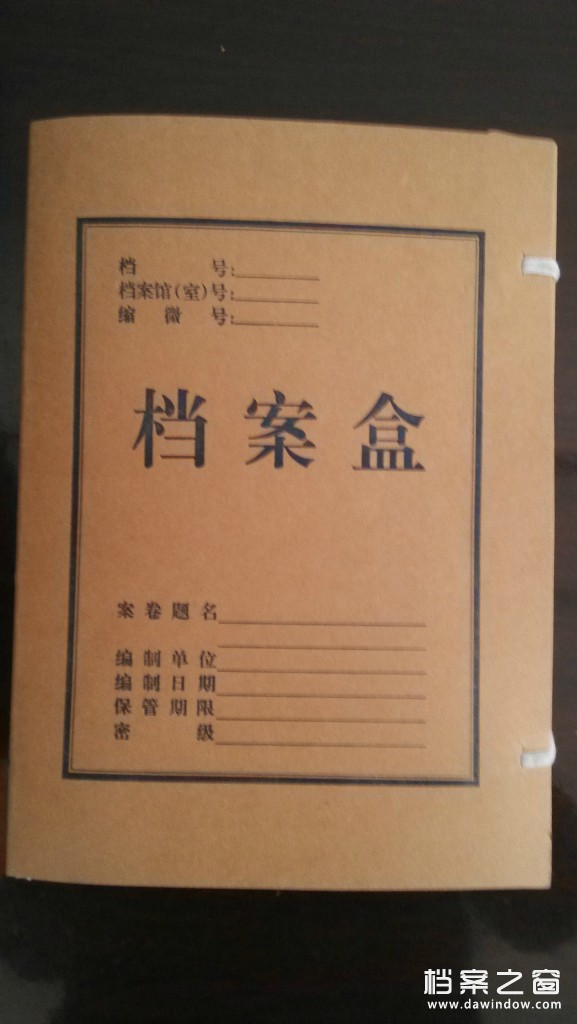 档号:
档案馆(室)号:
缩微号:
档案盒
案卷题名
编制单位
编制日期
保管期限
密级
档案之窗
www.dawindow.com